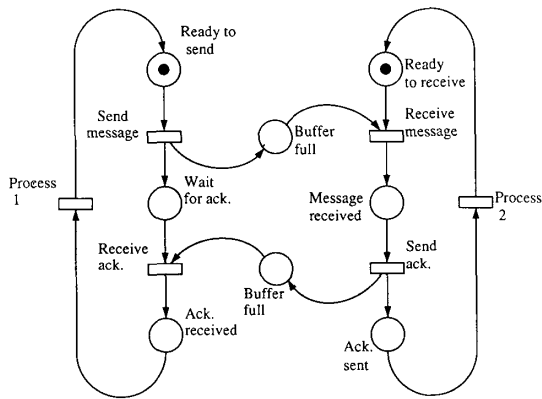 Ready to
send
Ready
to receive
Send
message
Buffer
full
Receive
message
Process
1
Wait
for ack.
Message
received
Process
2
Receive
ack.
Buffer
full
Send
ack.
Ack.
received
Ack.
sent